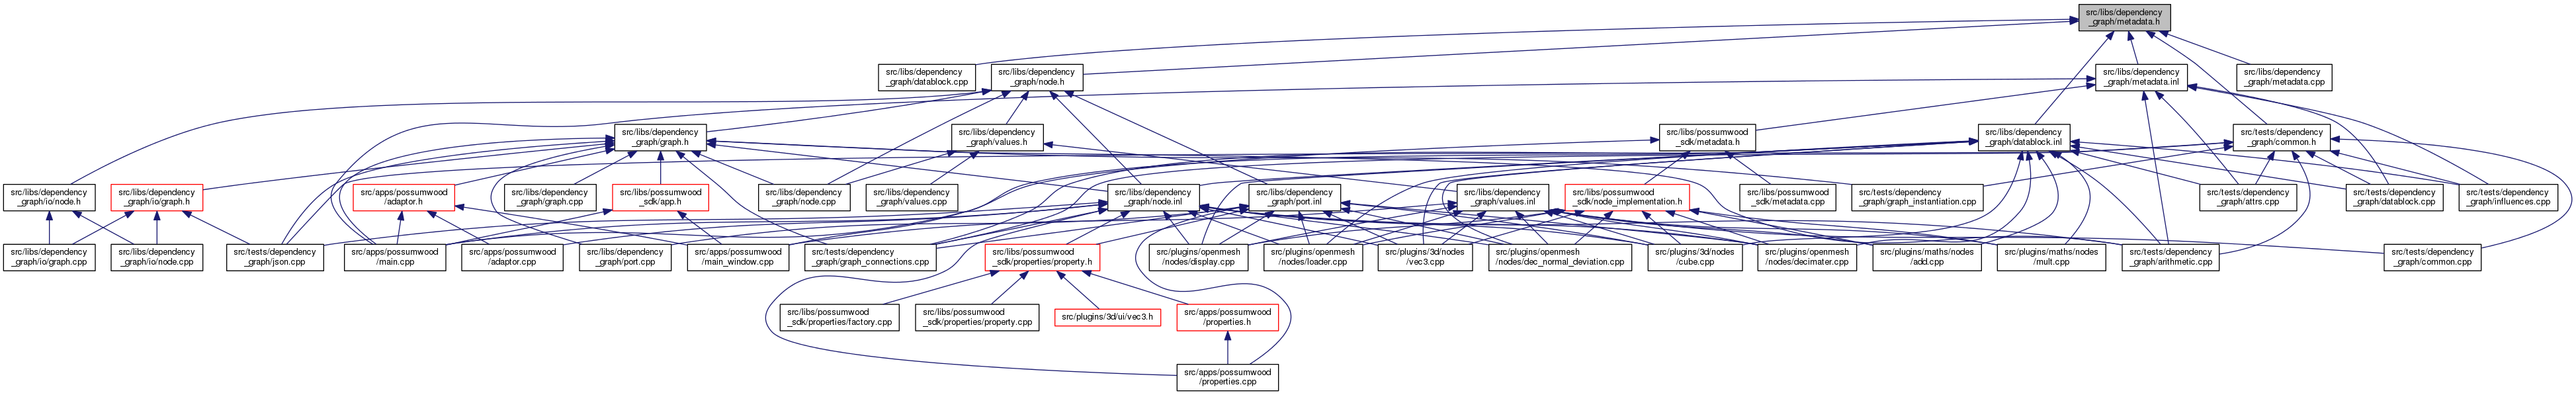 src/libs/dependency
_graph/metadata.h
src/libs/dependency
_graph/datablock.cpp
src/libs/dependency
_graph/node.h
src/libs/dependency
_graph/metadata.inl
src/libs/dependency
_graph/metadata.cpp
src/libs/dependency
_graph/graph.h
src/libs/dependency
_graph/values.h
src/libs/possumwood
_sdk/metadata.h
src/libs/dependency
_graph/datablock.inl
src/tests/dependency
_graph/common.h
src/libs/dependency
_graph/io/node.h
src/libs/dependency
_graph/io/graph.h
src/apps/possumwood
/adaptor.h
src/libs/dependency
_graph/graph.cpp
src/libs/possumwood
_sdk/app.h
src/libs/dependency
_graph/node.cpp
src/libs/dependency
_graph/values.cpp
src/libs/dependency
_graph/node.inl
src/libs/dependency
_graph/port.inl
src/libs/dependency
_graph/values.inl
src/libs/possumwood
_sdk/node_implementation.h
src/libs/possumwood
_sdk/metadata.cpp
src/tests/dependency
_graph/graph_instantiation.cpp
src/tests/dependency
_graph/attrs.cpp
src/tests/dependency
_graph/datablock.cpp
src/tests/dependency
_graph/influences.cpp
src/libs/dependency
_graph/io/graph.cpp
src/libs/dependency
_graph/io/node.cpp
src/tests/dependency
_graph/json.cpp
src/apps/possumwood
/main.cpp
src/apps/possumwood
/adaptor.cpp
src/libs/dependency
_graph/port.cpp
src/apps/possumwood
/main_window.cpp
src/tests/dependency
_graph/graph_connections.cpp
src/libs/possumwood
_sdk/properties/property.h
src/plugins/openmesh
/nodes/display.cpp
src/plugins/openmesh
/nodes/loader.cpp
src/plugins/3d/nodes
/vec3.cpp
src/plugins/openmesh
/nodes/dec_normal_deviation.cpp
src/plugins/3d/nodes
/cube.cpp
src/plugins/openmesh
/nodes/decimater.cpp
src/plugins/maths/nodes
/add.cpp
src/plugins/maths/nodes
/mult.cpp
src/tests/dependency
_graph/arithmetic.cpp
src/tests/dependency
_graph/common.cpp
src/libs/possumwood
_sdk/properties/factory.cpp
src/libs/possumwood
_sdk/properties/property.cpp
src/plugins/3d/ui/vec3.h
src/apps/possumwood
/properties.h
src/apps/possumwood
/properties.cpp